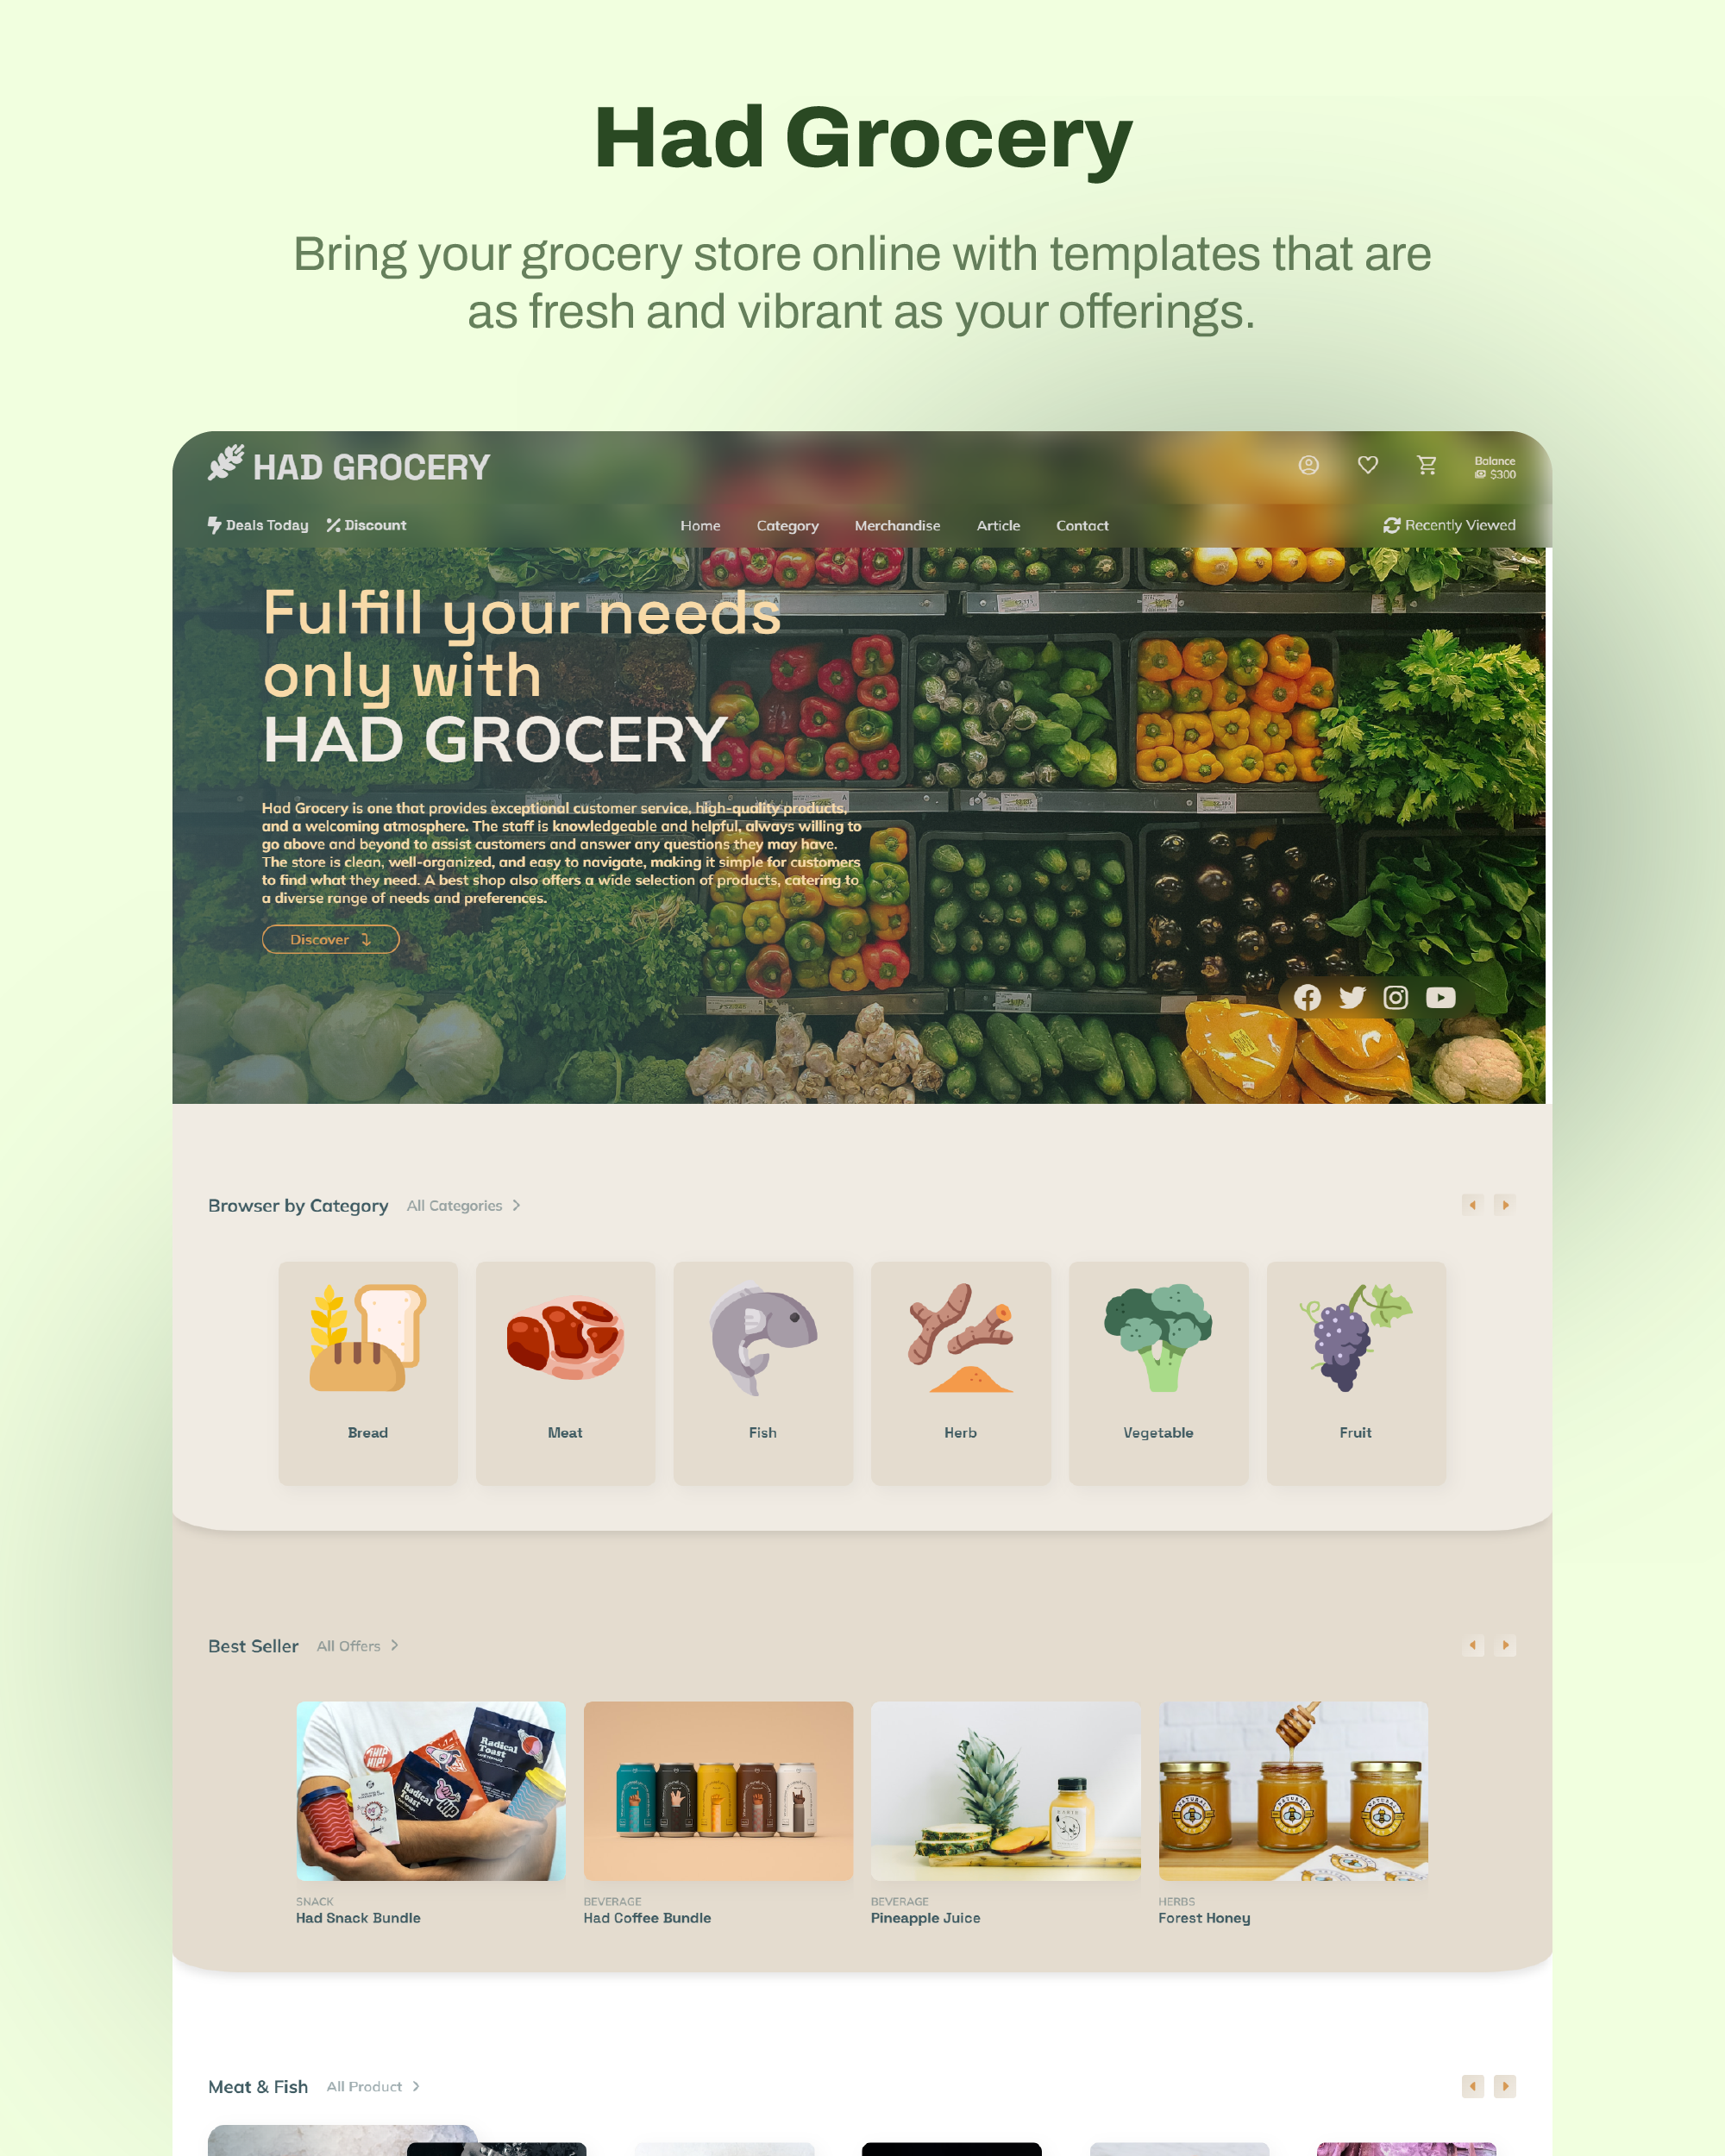 Had Grocery
Bring your grocery store online with templates that are
as fresh and vibrant as your offerings.
HAD GROCERY
Balance
$300
Deals Today
Discount
Home
Category
Merchandise
Article
Contact
Recently Viewed
Fulfill your needs
only with
HAD GROCERY
Had Grocery is one that provides exceptional customer service, high-quality products,
and a welcoming atmosphere. The staff is knowledgeable and helpful, always willing to
go above and beyond to assist customers and answer any questions they may have.
The store is clean, well-organized, and easy to navigate, making it simple for customers
to find what they need. A best shop also offers a wide selection of products, catering to
a diverse range of needs and preferences.
Discover
Browser by Category
All Categories
Bread
Meat
Fish
Herb
Vegetable
Fruit
Best Seller
All Offers
Radical
Toast
Radical
Toast
NATURAL
NATURAL
NATURAL
SNACK
Had Snack Bundle
BEVERAGE
Had Coffee Bundle
BEVERAGE
Pineapple Juice
HERBS
Forest Honey
Meat & Fish
All Product